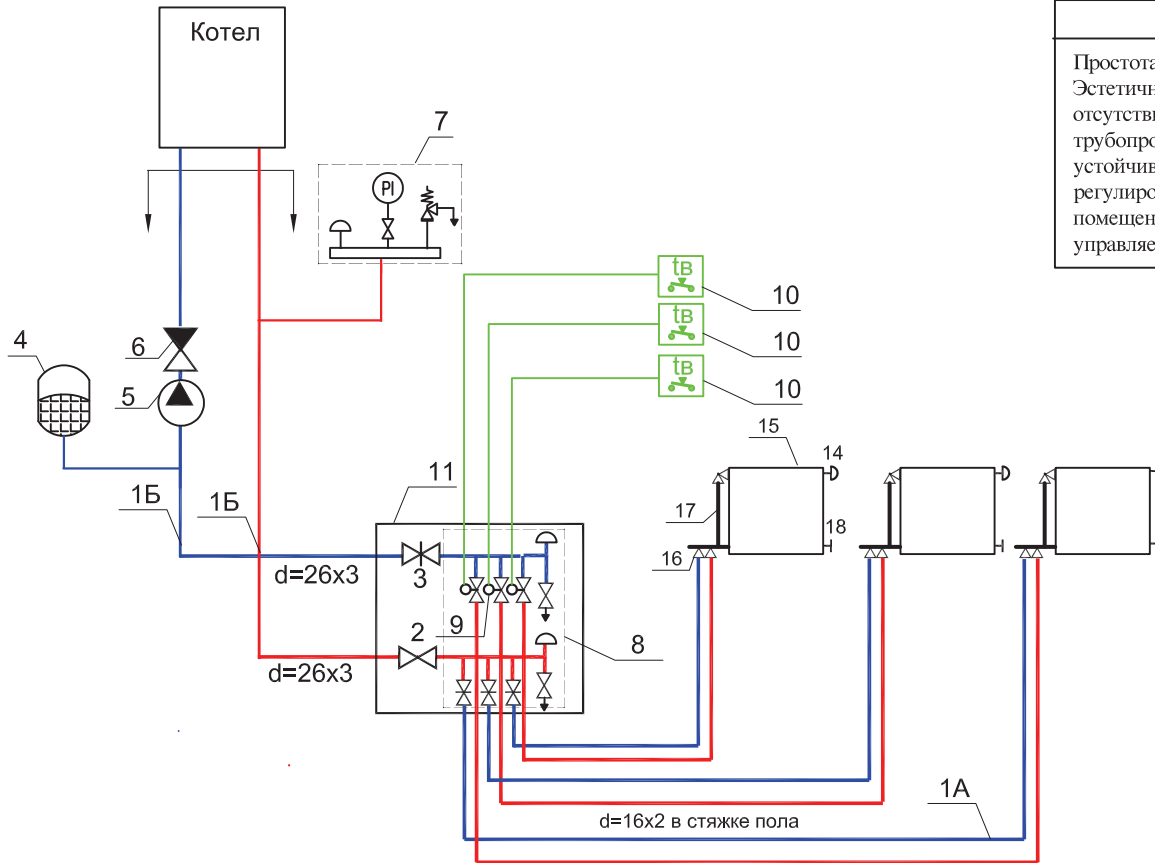 Котел
7
PI
Простота
Эстетичн
отсутстви
трубопро
устойчив
регулиро
помещен
управляе
tв
10
tв
10
tв
10
4
6
5
1Б
1Б
11
15
14
17
18
16
d=26x3
3
9
2
8
d=26x3
1А
d=16x2 в стяжке пола